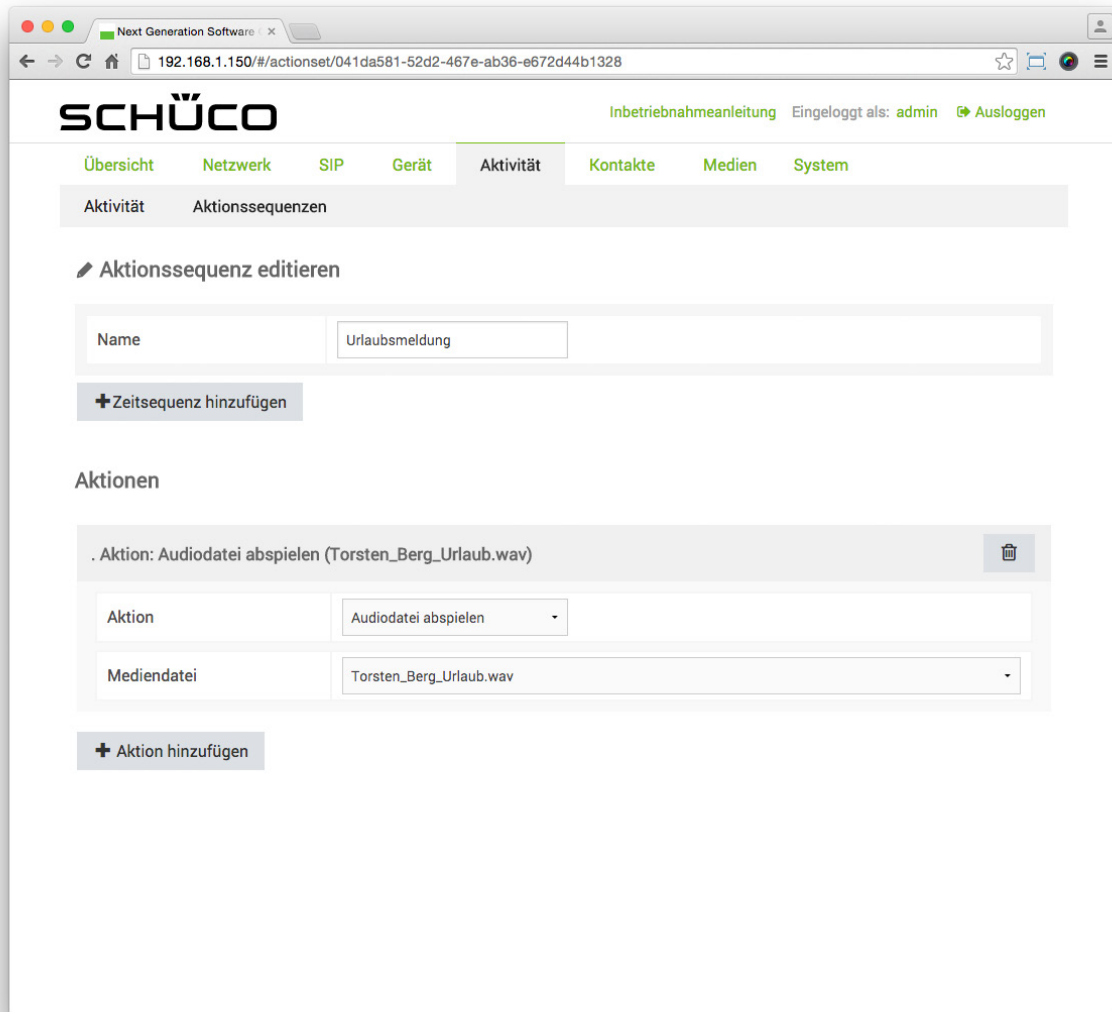 Next Generation Software
192.168.1.150/#/actionset/041da581-52d2-467e-ab36-e672d44b1328
SCHÜCO
Inbetriebnahmeanleitung Eingeloggt als: admin Ausloggen
Übersicht Netzwerk SIP Gerät Aktivität Kontakte Medien System
Aktivität Aktionssequenzen
Aktionssequenz editieren
Name Urlaubsmeldung
+Zeitsequenz hinzufügen
Aktionen
. Aktion: Audiodatei abspielen (Torsten_Berg_Urlaub.wav)
Aktion Audiodatei abspielen
Mediendatei Torsten_Berg_Urlaub.wav
+ Aktion hinzufügen